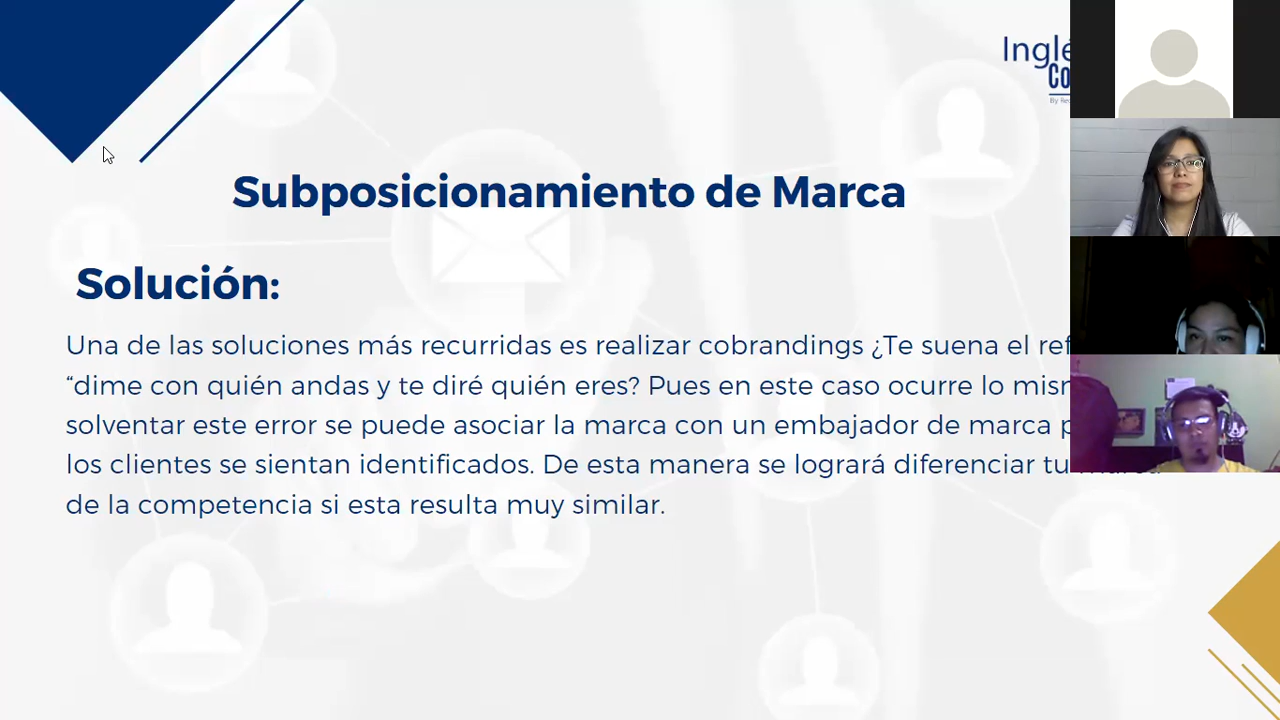 Subposicionamiento de Marca
Solución:
Una de las soluciones más recurridas es realizar cobrandings ¿Te suena el
“dime con quién andas y te diré quién eres? Pues en este caso ocurre lo
solventar este error se puede asociar la marca con un embajador de marca
los clientes se sientan identificados. De esta manera se logrará diferenciar tu
de la competencia si esta resulta muy similar.